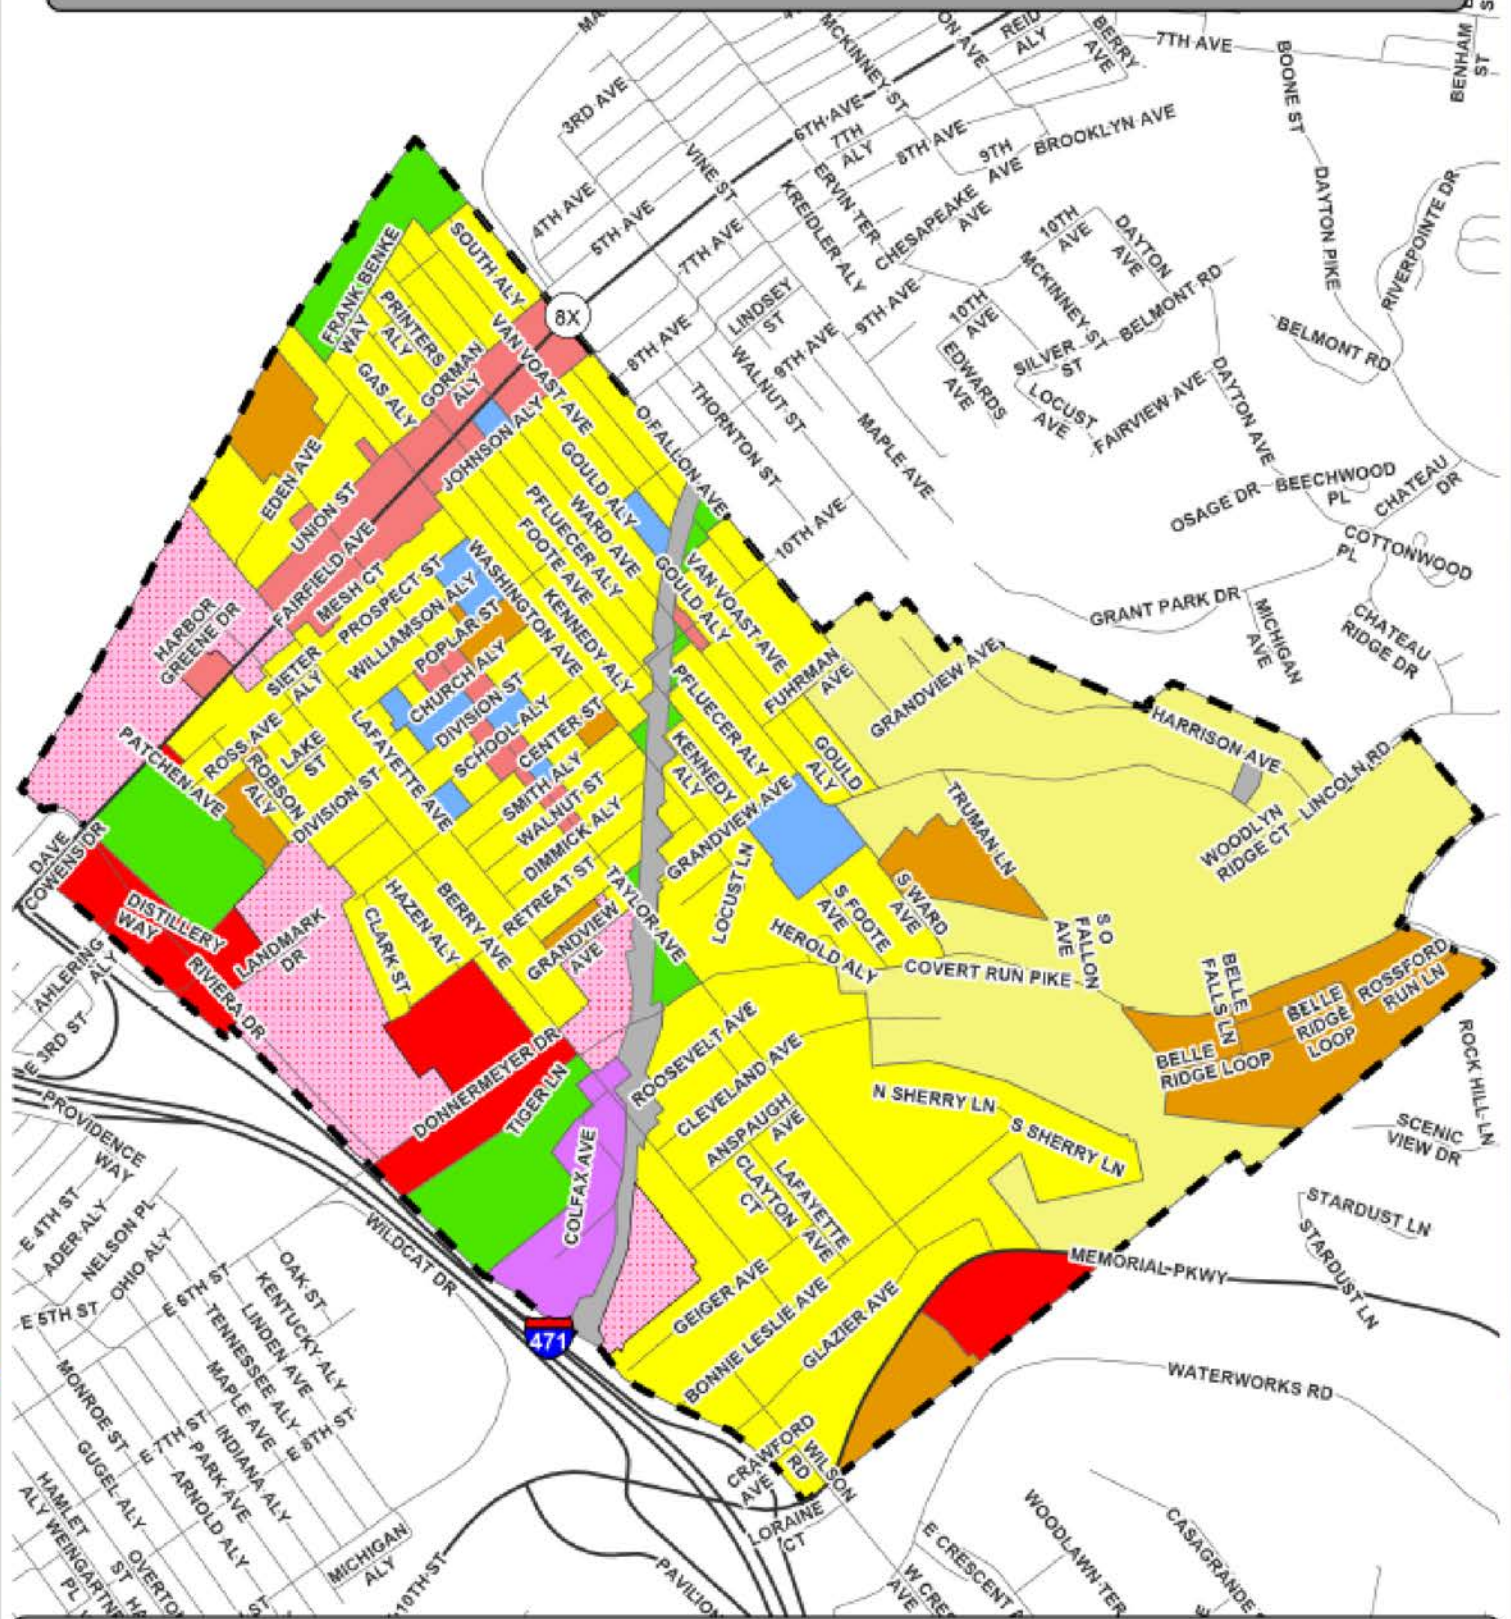 3RD AVE
MCKINNEY ST
REID
ALY
BERRY
AVE
7TH AVE
BOONE ST
BENHAM
ST
6TH AVE
7TH
ALY
8TH AVE
9TH
AVE
BROOKLYN AVE
VINE ST
4TH AVE
5TH AVE
7TH AVE
KREIDLER ALY
ERVIN TER
CHESAPEAKE
AVE
10TH
AVE
DAYTON
AVE
DAYTON PIKE
RIVERPOINTE DR
MCKINNEY ST
BELMONT RD
BELMONT RD
SOUTH ALY
FRANK BENKE
WAY
PRINTERS
ALY
8X
VAN VOAST AVE
GORMAN
ALY
GAS ALY
8TH AVE
LINDSEY
ST
9TH AVE
9TH AVE
10TH
AVE
EDWARDS
AVE
SILVER
ST
LOCUST
AVE
FAIRVIEW AVE
DAYTON AVE
WALNUT ST
THORNTON ST
MAPLE AVE
O FALLON AVE
JOHNSON ALY
EDEN AVE
UNION ST
GOULD ALY
WARD AVE
PFLUECER ALY
FOOTE AVE
10TH AVE
OSAGE DR
BEECHWOOD
PL
CHATEAU
DR
COTTONWOOD
PL
FAIRFIELD AVE
MESH CT
PROSPECT ST
WASHINGTON AVE
WILLIAMSON ALY
KENNEDY ALY
GOULD ALY
VAN VOAST AVE
GRANT PARK DR
MICHIGAN
AVE
CHATEAU
RIDGE DR
HARBOR
GREENE DR
POPLAR ST
CHURCH ALY
SIETER
ALY
DIVISION ST
SCHOOL ALY
CENTER ST
FUHRMAN
AVE
GRANDVIEW AVE
HARRISON AVE
LINCOLN RD
WOODLYN
RIDGE CT
PATCHEN AVE
ROSS AVE
LAKE
ST
ROBSON
ALY
DIVISION ST
LAFAYETTE AVE
SMITH ALY
WALNUT ST
DIMMICK ALY
RETREAT ST
PFLUECER ALY
KENNEDY
ALY
GOULD
ALY
GRANDVIEW AVE
TRUMAN LN
DAVE
COWENS DR
DISTILLERY
WAY
LANDMARK
DR
RIVIERA DR
CLARK ST
HAZEN ALY
BERRY AVE
GRANDVIEW
AVE
TAYLOR AVE
LOCUST LN
S FOOTE
AVE
S WARD
AVE
HEROLD ALY
COVERT RUN PIKE
S O
FALLON
AVE
BELLE
FALLS LN
BELLE
RIDGE
LOOP
ROSSFORD
RUN LN
BELLE
RIDGE LOOP
AHLERING
ALY
E 3RD ST
DONNERMEYER DR
TIGER LN
ROOSEVELT AVE
CLEVELAND AVE
ANSPAUGH
AVE
N SHERRY LN
S SHERRY LN
ROCK HILL LN
SCENIC
VIEW DR
PROVIDENCE
WAY
COLFAX AVE
CLAYTON
CT
LAFAYETTE
AVE
STARDUST LN
STARDUST LN
E 4TH ST
ADER ALY
NELSON PL
OHIO ALY
WILDCAT DR
MEMORIAL PKWY
GEIGER AVE
BONNIE LESLIE AVE
GLAZIER AVE
WATERWORKS RD
471
E 5TH ST
E 6TH ST
OAK ST
KENTUCKY ALY
LINDEN AVE
TENNESSEE ALY
MAPLE AVE
MONROE ST
E 7TH ST
INDIANA ALY
E 8TH ST
PARK AVE
ARNOLD ALY
GUGEL ALY
HAMLET
ALY
OVERTON
ST
PL
MICHIGAN
ALY
10TH ST
PAVILION
CRAWFORD
AVE
WILSON
RD
LORAINE
CT
E CRESCENT
AVE
WOODLAWN TER
CASAGRANDE